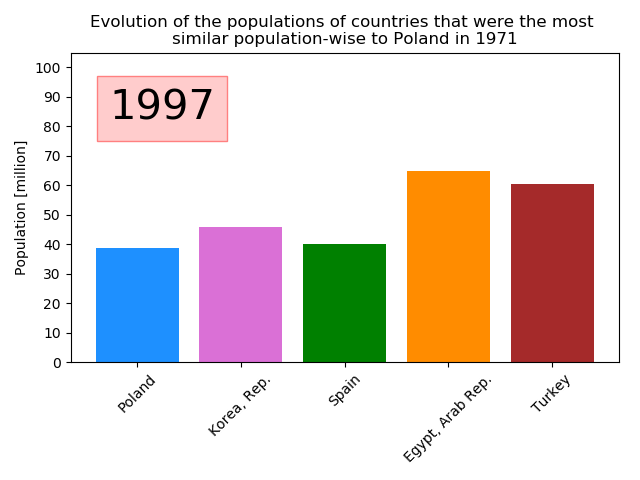 Evolution of the populations of countries that were the most
similar population-wise to Poland in 1971
1997
Population [million]
100
90
80
70
60
50
40
30
20
10
0
Poland
Korea, Rep.
Spain
Egypt, Arab Rep.
Turkey